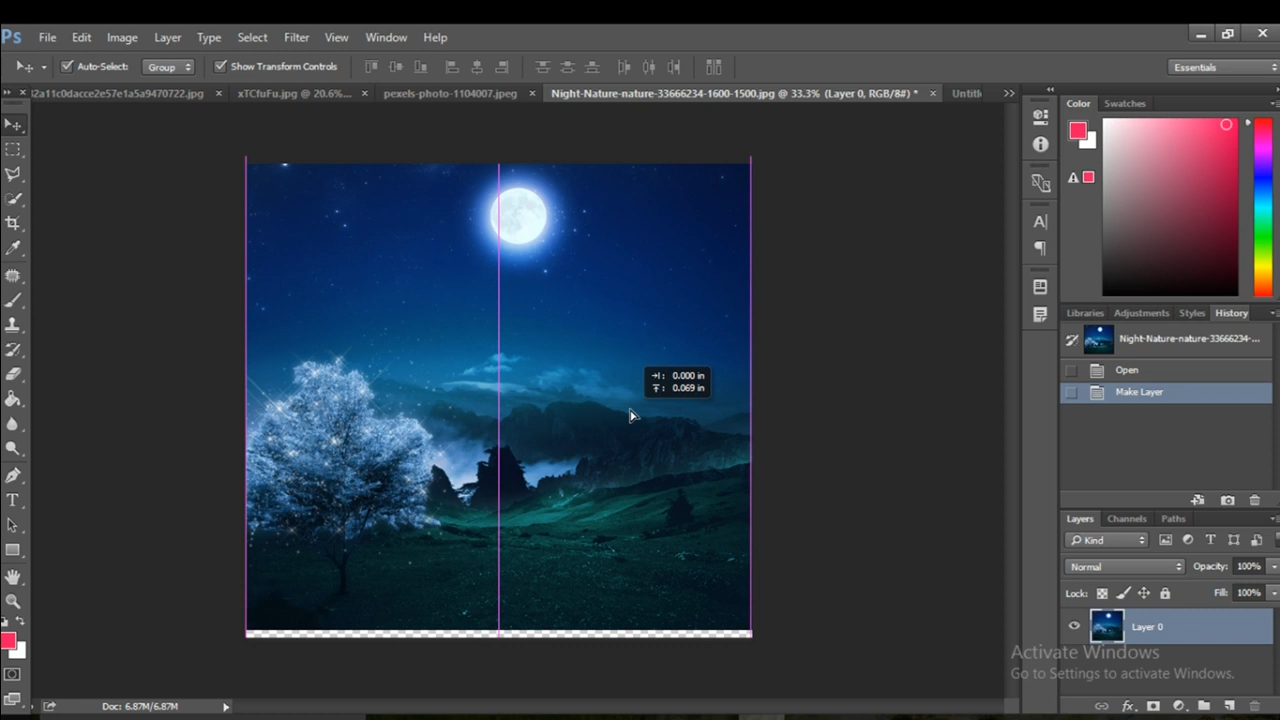 Ps File Edit Image Layer Type Select Filter View Window Help
Auto-Select: Group Show Transform Controls Essentials
l2a11c0dacce2e57e1a5a9470722.jpg × xTCfuFu.jpg @ 20.6%... × pexels-photo-1104007.jpeg × Night-Nature-nature-33666234-1600-1500.jpg @ 33.3% (Layer 0, RGB/8#) * × Untitl
Color Swatches
0.000 in
0.069 in
Libraries Adjustments Styles History
Night-Nature-nature-33666234-...
Open
Make Layer
Layers Channels Paths
Kind
Normal Opacity: 100%
Lock: Fill: 100%
Layer 0
Activate Windows
Go to Settings to activate Windows.
Doc: 6.87M/6.87M